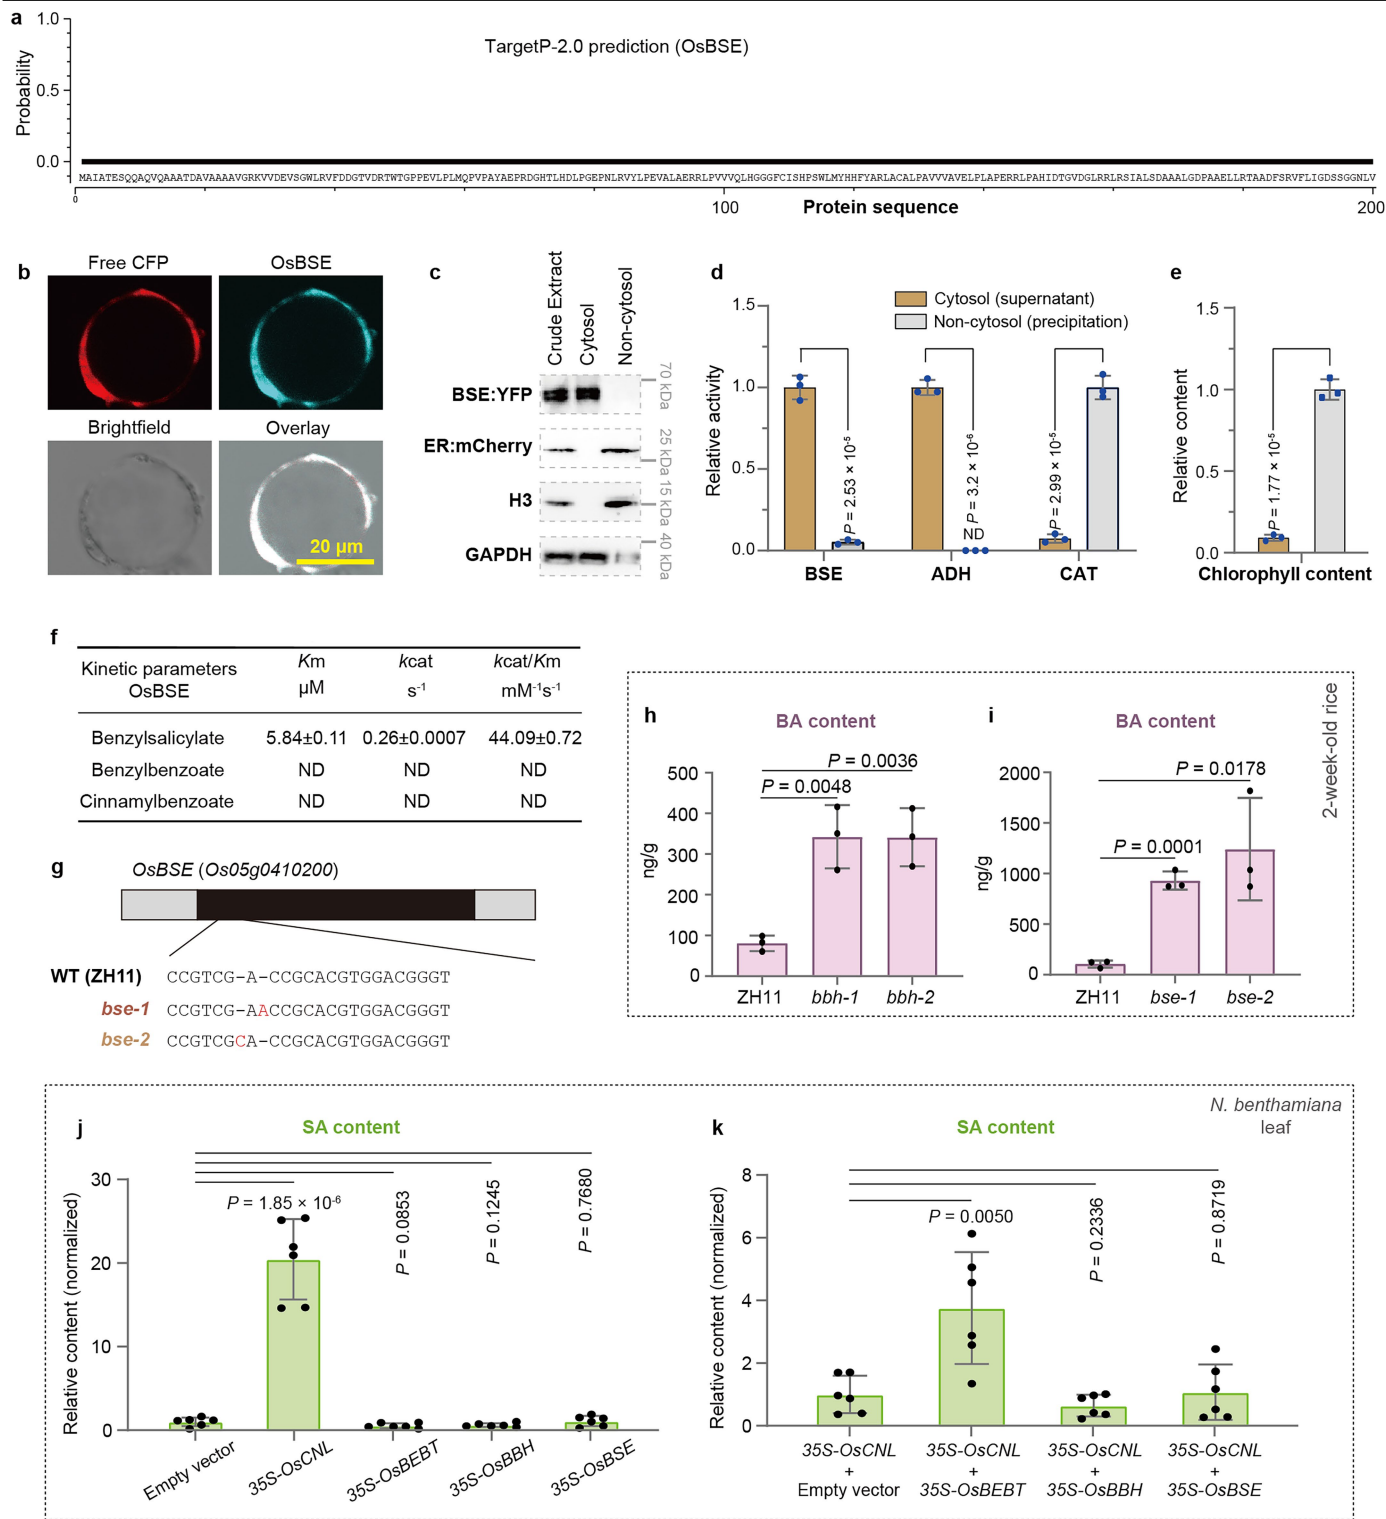 a
1.0
0.5
0.0
Probability
TargetP-2.0 prediction (OsBSE)
MAIATESQQAQVQAAATDAVAAAAVGRKVVDEVSGWLRVFDDGTVDRTWTGPPEVLPLMQPVPAYAEPRDGHTLHDLPGEPNLRVYLPEVALAERRLPVVVQLHGGGFCISHPSWLMYHHFYARLACALPAVVVAVELPLAPERRLPAHIDTGVDGLRRLRSIALSDAAALGDPAAELLRTAADFSRVFLIGDSSGGNLV
0
100
200
Protein sequence
b
Free CFP
OsBSE
Brightfield
Overlay
20 µm
c
Crude Extract
Cytosol
Non-cytosol
BSE:YFP
70 kDa
ER:mCherry
25 kDa
H3
15 kDa
GAPDH
40 kDa
d
Cytosol (supernatant)
Non-cytosol (precipitation)
Relative activity
1.5
1.0
0.5
0.0
P = 2.53 × 10⁻⁵
P = 3.2 × 10⁻⁶
ND
P = 2.99 × 10⁻⁵
BSE
ADH
CAT
e
Relative content
1.5
1.0
0.5
0.0
P = 1.77 × 10⁻⁵
Chlorophyll content
f
Kinetic parameters OsBSE
Km µM
kcat s⁻¹
kcat/Km mM⁻¹s⁻¹
Benzylsalicylate 5.84±0.11 0.26±0.0007 44.09±0.72
Benzylbenzoate ND ND ND
Cinnamylbenzoate ND ND ND
g
OsBSE (Os05g0410200)
WT (ZH11) CCGTCG-A-CCGCACGTGGACGGGT
bse-1 CCGTCG-AACCGCACGTGGACGGGT
bse-2 CCGTCGCA-CCGCACGTGGACGGGT
2-week-old rice
h
BA content
P = 0.0036
P = 0.0048
ng/g
500
400
300
200
100
0
ZH11
bbh-1
bbh-2
i
BA content
P = 0.0178
P = 0.0001
ng/g
2000
1500
1000
500
0
ZH11
bse-1
bse-2
N. benthamiana
leaf
j
SA content
Relative content (normalized)
30
20
10
0
P = 1.85 × 10⁻⁶
P = 0.0853
P = 0.1245
P = 0.7680
Empty vector
35S-OsCNL
35S-OsBEBT
35S-OsBBH
35S-OsBSE
k
SA content
Relative content (normalized)
8
6
4
2
0
P = 0.0050
P = 0.2336
P = 0.8719
35S-OsCNL
+
Empty vector
35S-OsCNL
+
35S-OsBEBT
35S-OsCNL
+
35S-OsBBH
35S-OsCNL
+
35S-OsBSE